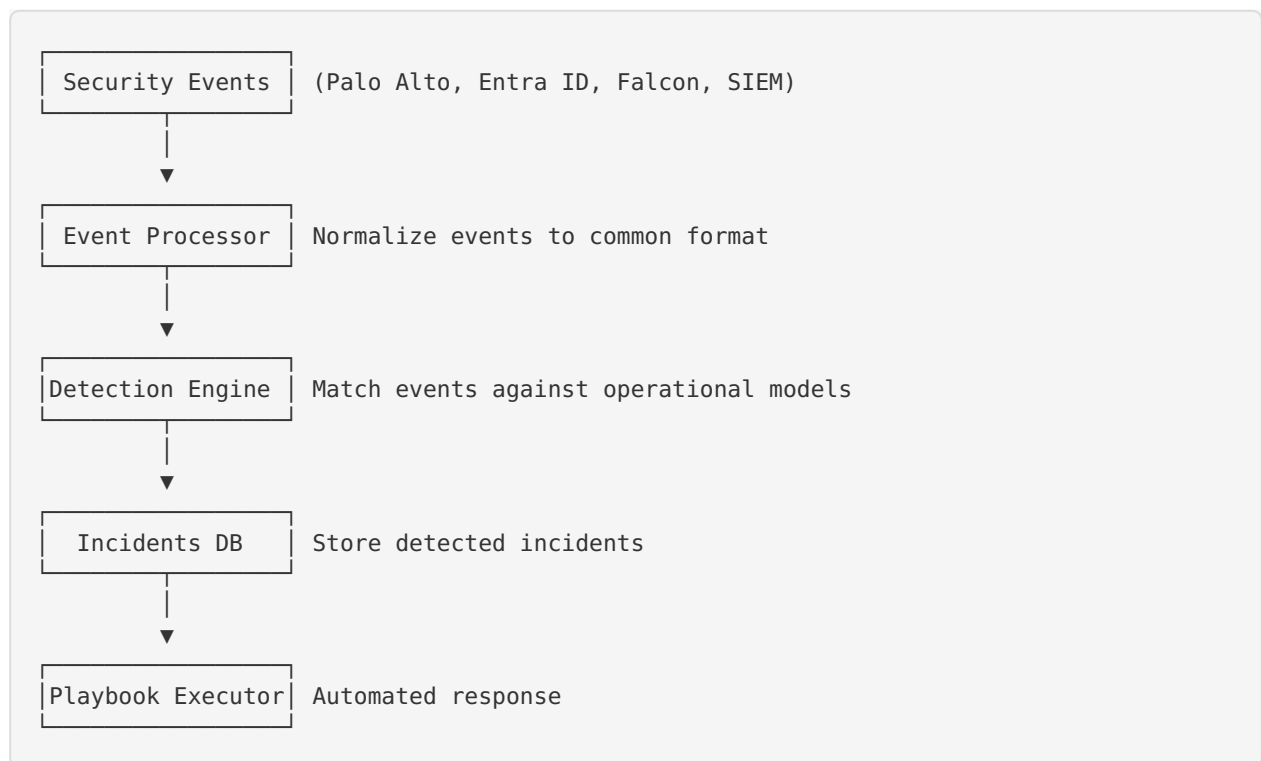 Security Events (Palo Alto, Entra ID, Falcon, SIEM)
Event Processor Normalize events to common format
Detection Engine Match events against operational models
Incidents DB Store detected incidents
Playbook Executor Automated response